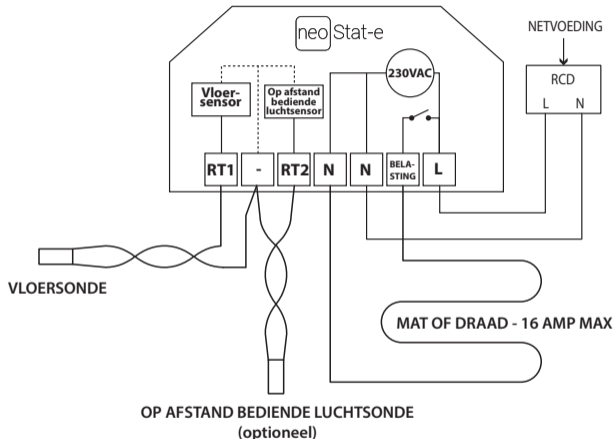 neo Stat-e
NETVOEDING
RCD
L N
230VAC
Vloer-
sensor
Op afstand
bediende
luchtsensor
RT1
-
RT2
N
N
BELA-
STING
L
VLOERSONDE
MAT OF DRAAD - 16 AMP MAX
OP AFSTAND BEDIENDE LUCHTSONDE
(optioneel)